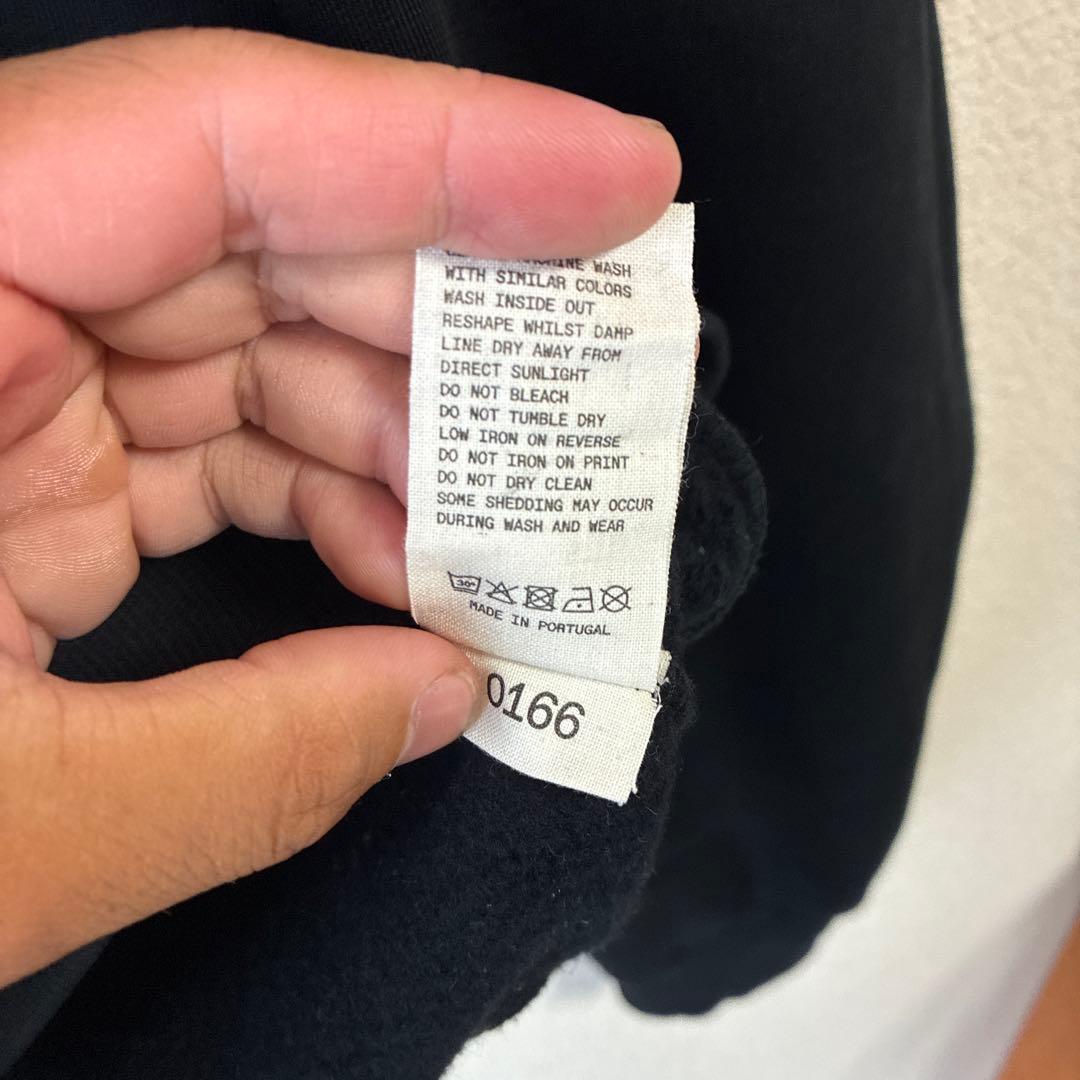 WASH
WITH SIMILAR COLORS
WASH INSIDE OUT
RESHAPE WHILST DAMP
LINE DRY AWAY FROM
DIRECT SUNLIGHT
DO NOT BLEACH
DO NOT TUMBLE DRY
LOW IRON ON REVERSE
DO NOT IRON ON PRINT
DO NOT DRY CLEAN
SOME SHEDDING MAY OCCUR
DURING WASH AND WEAR
30°
MADE IN PORTUGAL
0166